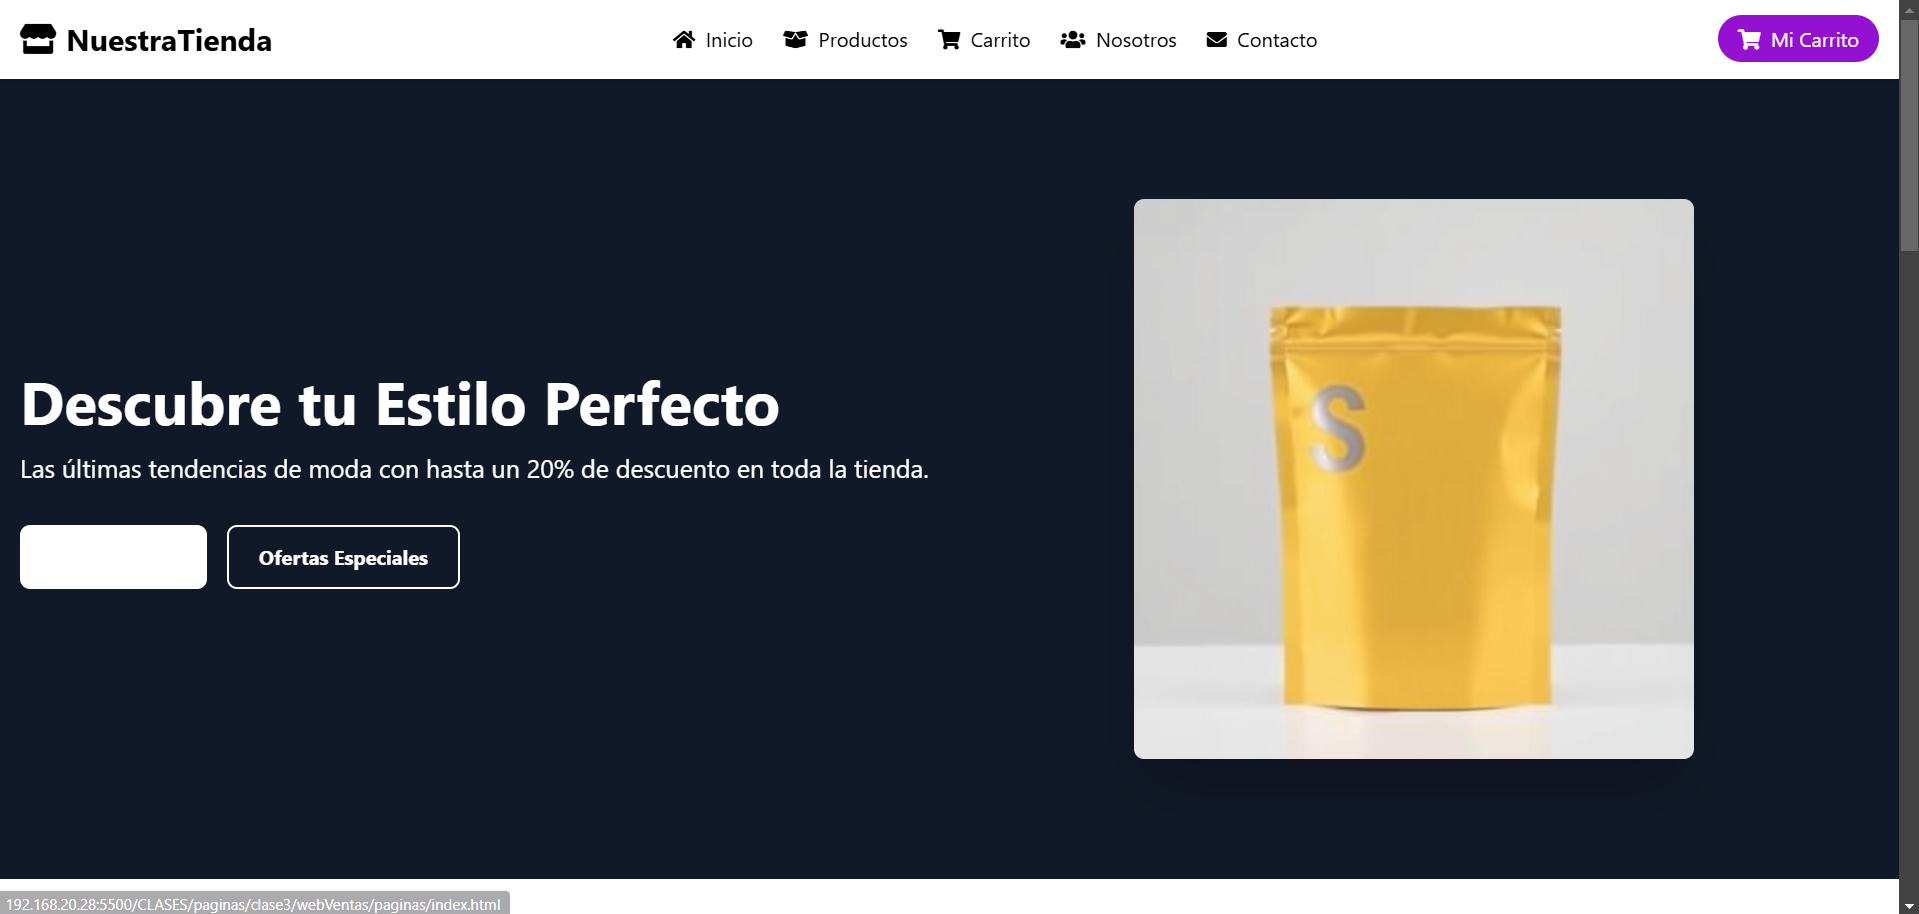 NuestraTienda
Inicio
Productos
Carrito
Nosotros
Contacto
Mi Carrito
Descubre tu Estilo Perfecto
Las últimas tendencias de moda con hasta un 20% de descuento en toda la tienda.
Ofertas Especiales
S
192.168.20.28:5500/CLASES/paginas/clase3/webVentas/paginas/index.html